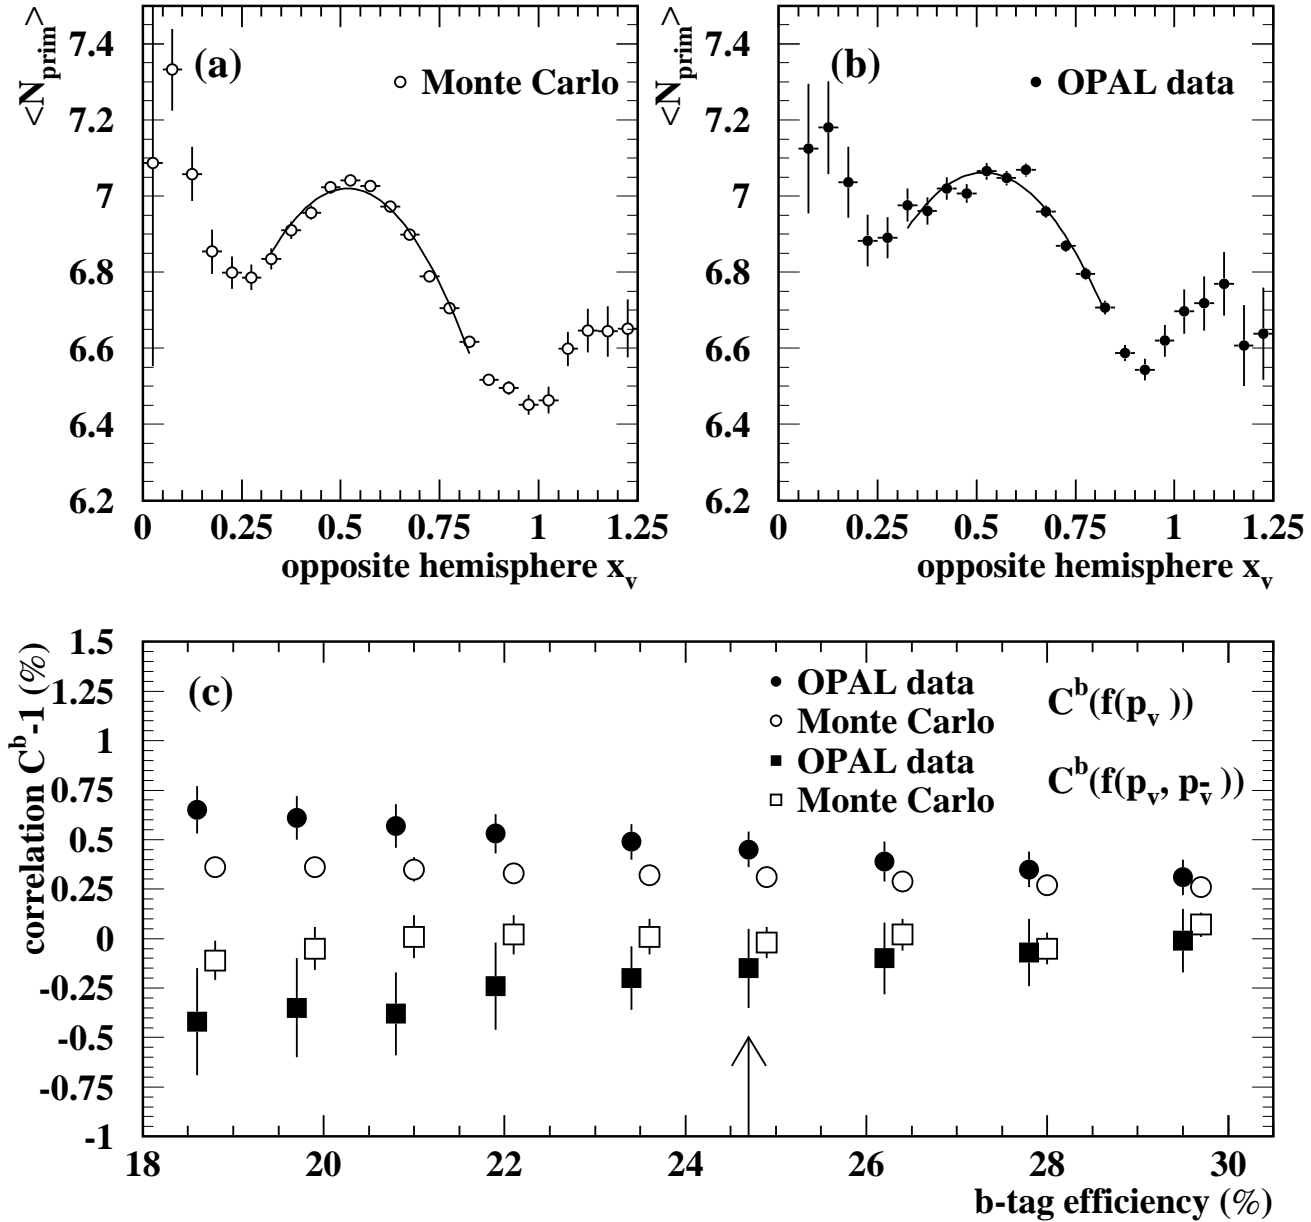 <N_prim>
7.4
7.2
7
6.8
6.6
6.4
6.2
(a)
Monte Carlo
0 0.25 0.5 0.75 1 1.25
opposite hemisphere x_v
<N_prim>
7.4
7.2
7
6.8
6.6
6.4
6.2
(b)
OPAL data
0 0.25 0.5 0.75 1 1.25
opposite hemisphere x_v
correlation C^b-1 (%)
1.5
1.25
1
0.75
0.5
0.25
0
-0.25
-0.5
-0.75
-1
(c)
OPAL data
Monte Carlo
C^b(f(p_v ))
OPAL data
Monte Carlo
C^b(f(p_v, p_v̄ ))
18 20 22 24 26 28 30
b-tag efficiency (%)